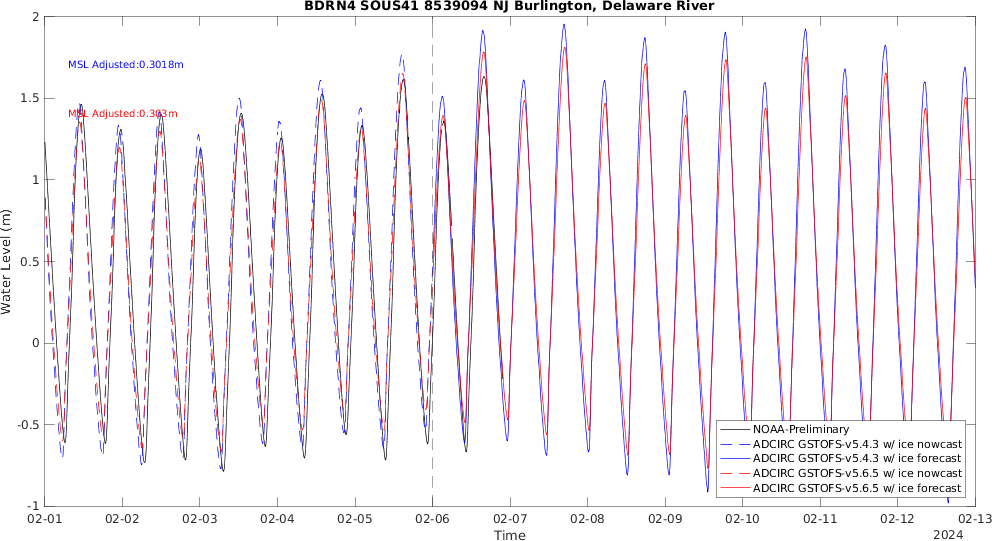 BDRN4 SOUS41 8539094 NJ Burlington, Delaware River
2
1.5
1
0.5
0
-0.5
-1
Water Level (m)
MSL Adjusted:0.3018m
MSL Adjusted:0.303m
NOAA-Preliminary
ADCIRC GSTOFS-v5.4.3 w/ ice nowcast
ADCIRC GSTOFS-v5.4.3 w/ ice forecast
ADCIRC GSTOFS-v5.6.5 w/ ice nowcast
ADCIRC GSTOFS-v5.6.5 w/ ice forecast
02-01 02-02 02-03 02-04 02-05 02-06 02-07 02-08 02-09 02-10 02-11 02-12 02-13
Time
2024